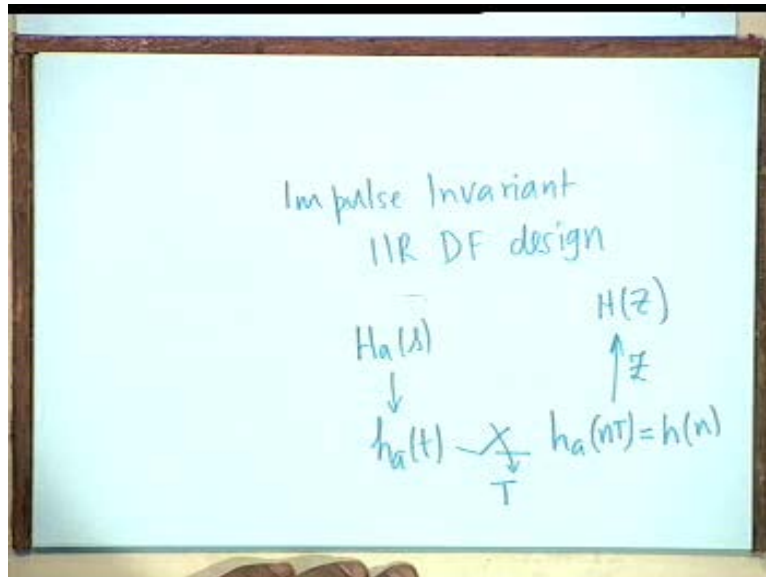 Impulse Invariant
IIR DF design
Ha(s) H(Z)
↓ ↑ Z
ha(t) ha(nT)=h(n)
T